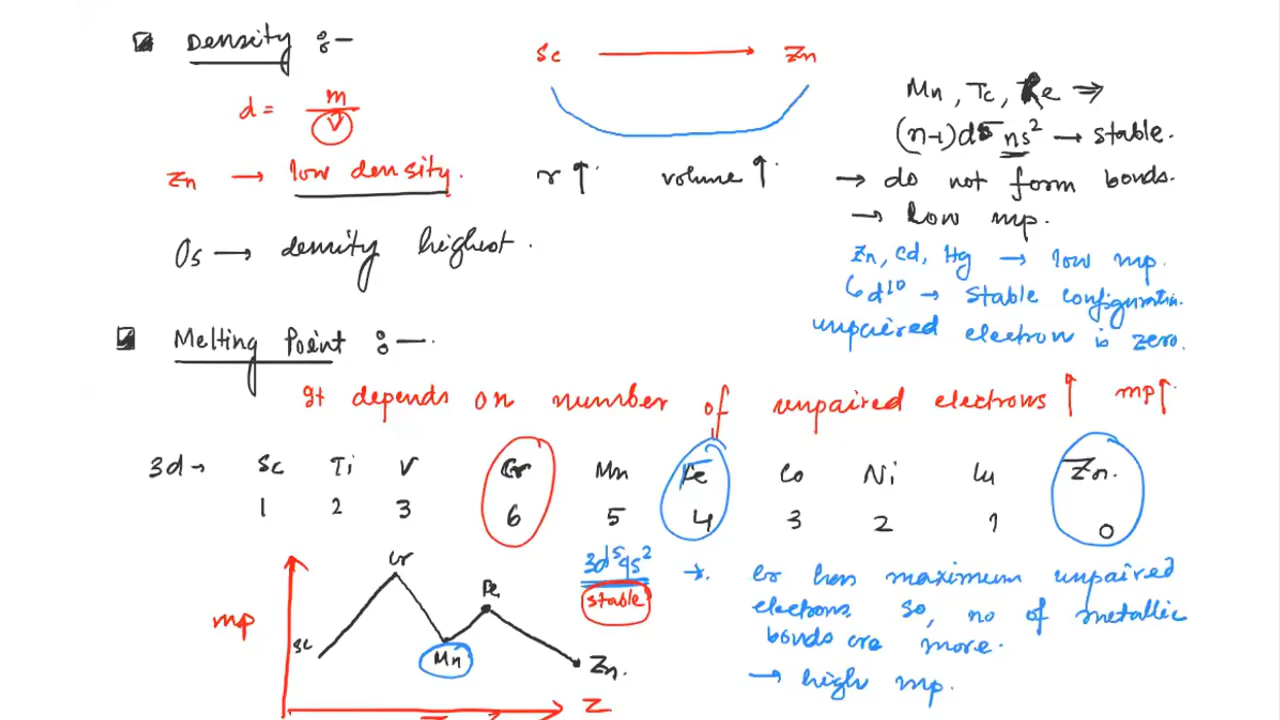 Density :-
Sc → Zn
d = m/V
Zn → low density.
r↑. volume ↑.
Os → density highest.
Mn, Tc, Re ⇒
(n-1)d5 ns² → stable.
→ do not form bonds.
→ low mp.
Zn, Cd, Hg → low mp.
d¹⁰ → stable configuration.
unpaired electron is zero.
Melting Point :-.
It depends on number of unpaired electrons ↑ mp↑.
3d → Sc Ti V Cr Mn Fe Co Ni Cu Zn.
1 2 3 6 5 4 3 2 1 0
3d⁵4s²
stable
→. Cr has maximum unpaired
electrons. So, no of metallic
bonds are more.
→ high mp.
mp
Sc
Cr
Mn
Fe
Zn.
Z